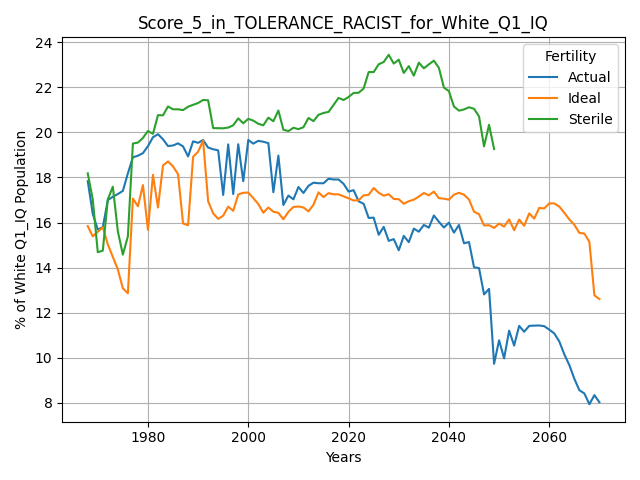 Score_5_in_TOLERANCE_RACIST_for_White_Q1_IQ
% of White Q1_IQ Population
24
22
20
18
16
14
12
10
8
Fertility
Actual
Ideal
Sterile
1980
2000
2020
2040
2060
Years